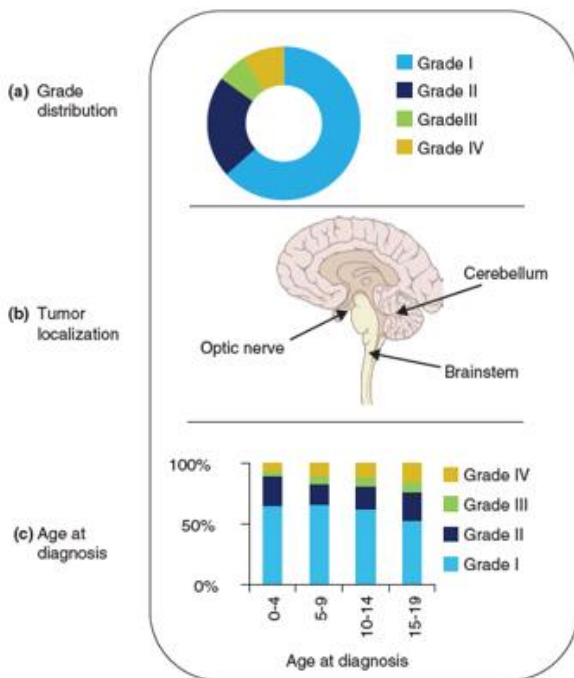 (a) Grade
distribution
Grade I
Grade II
GradeIII
Grade IV
(b) Tumor
localization
Cerebellum
Optic nerve
Brainstem
(c) Age at
diagnosis
100%
50%
0%
Grade IV
Grade III
Grade II
Grade I
0-4
5-9
10-14
15-19
Age at diagnosis